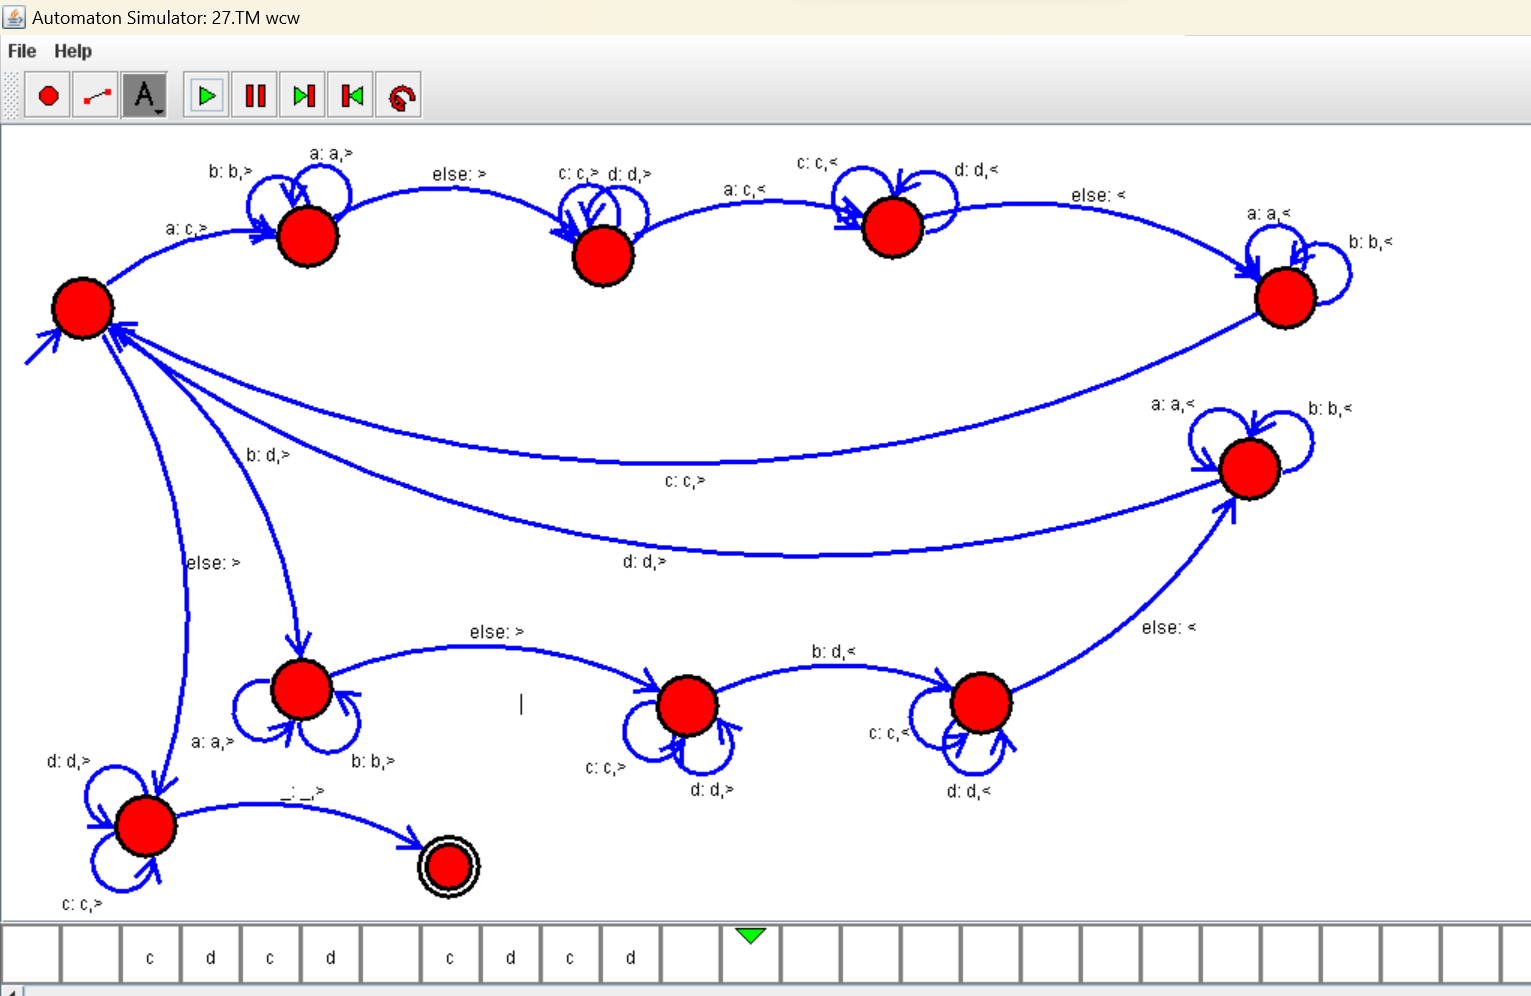 Automaton Simulator: 27.TM wcw
File Help
A
a: a,>
b: b,>
else: >
c: c,> d: d,>
c: c,<
d: d,<
a: c,<
else: <
a: c,>
a: a,<
b: b,<
a: a,<
b: b,<
b: d,>
c: c,>
else: >
d: d,>
else: >
b: d,<
else: <
a: a,>
b: b,>
c: c,<
c: c,>
d: d,>
d: d,<
d: d,>
_: _,>
c: c,>
c d c d c d c d